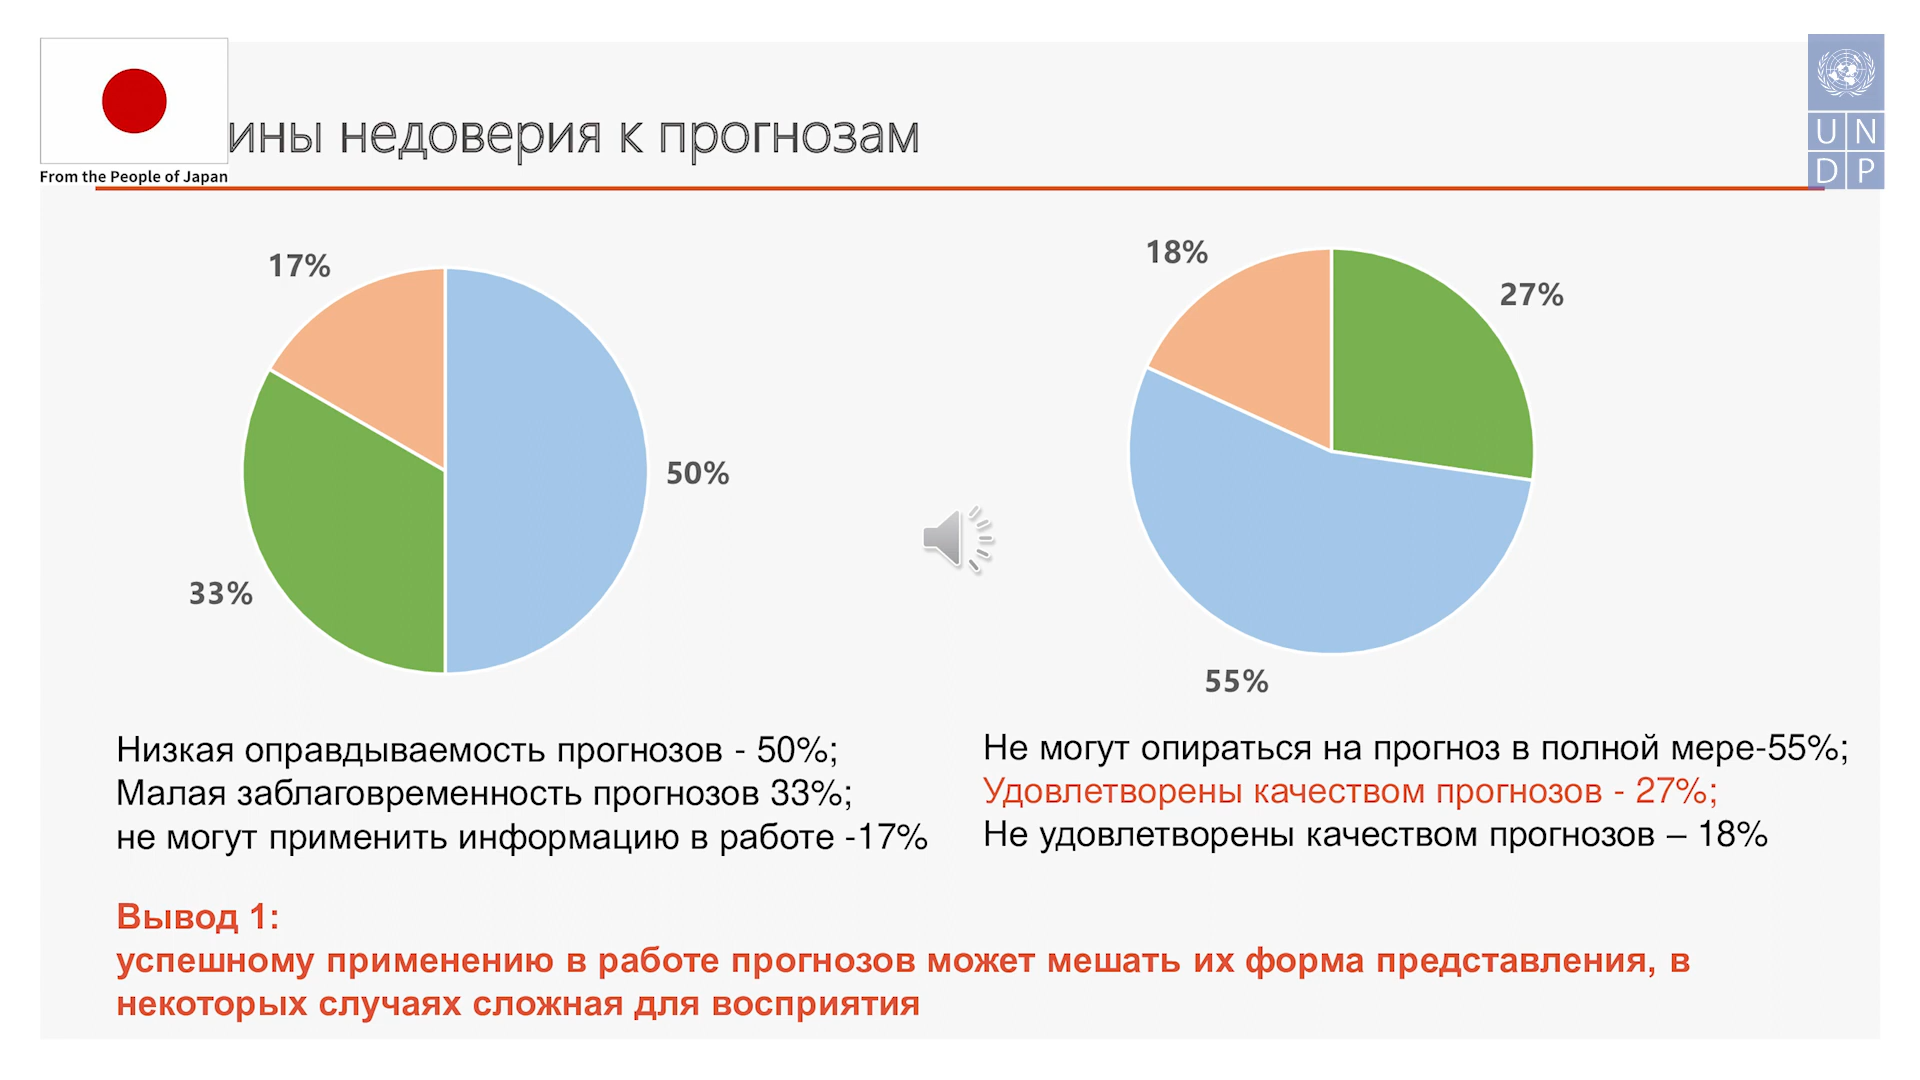 ины недоверия к прогнозам
From the People of Japan
U N
D P
17%
50%
33%
18%
27%
55%
Низкая оправдываемость прогнозов - 50%;
Малая заблаговременность прогнозов 33%;
не могут применить информацию в работе -17%
Не могут опираться на прогноз в полной мере-55%;
Удовлетворены качеством прогнозов - 27%;
Не удовлетворены качеством прогнозов – 18%
Вывод 1:
успешному применению в работе прогнозов может мешать их форма представления, в
некоторых случаях сложная для восприятия